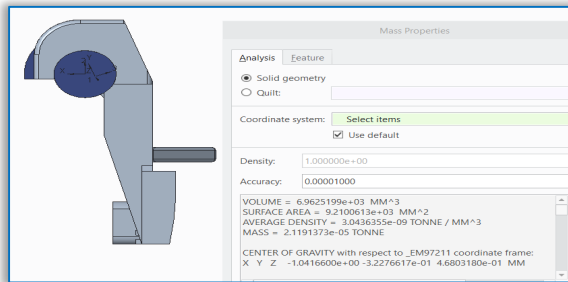 Mass Properties
Analysis Feature
Solid geometry
Quilt:
Coordinate system: Select items
Use default
Density: 1.000000e+00
Accuracy: 0.00001000
VOLUME = 6.9625199e+03 MM^3
SURFACE AREA = 9.2100613e+03 MM^2
AVERAGE DENSITY = 3.0436355e-09 TONNE / MM^3
MASS = 2.1191373e-05 TONNE
CENTER OF GRAVITY with respect to _EM97211 coordinate frame:
X Y Z -1.0416600e+00 -3.2276617e-01 4.6803180e-01 MM